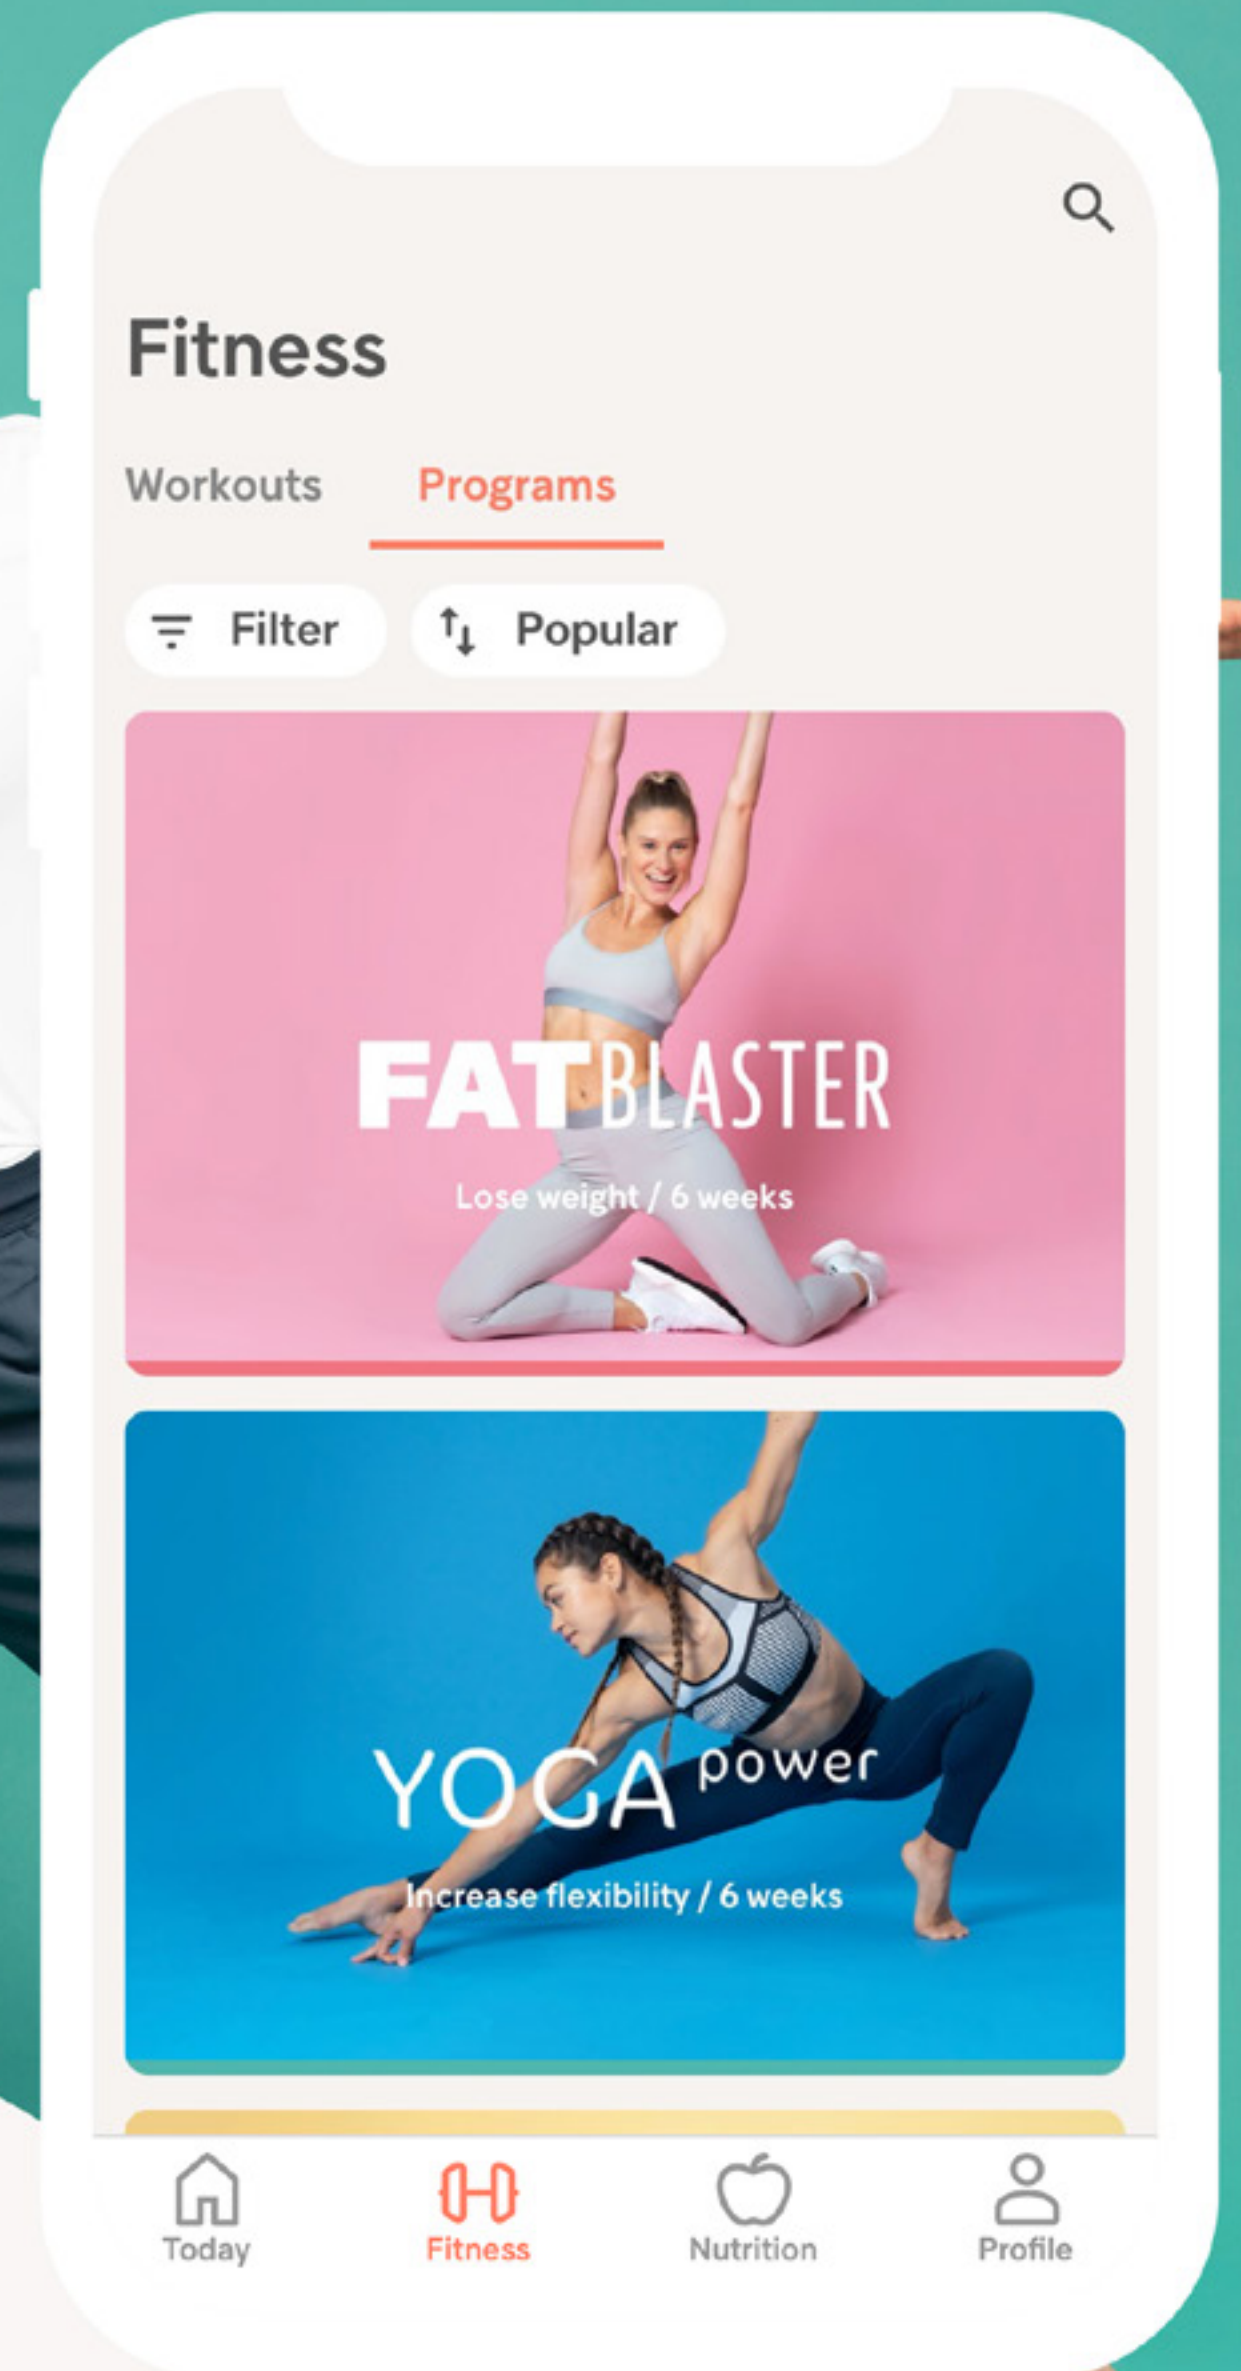 Fitness
Workouts Programs
Filter Popular
FATBLASTER
Lose weight / 6 weeks
YOGA power
Increase flexibility / 6 weeks
Today Fitness Nutrition Profile